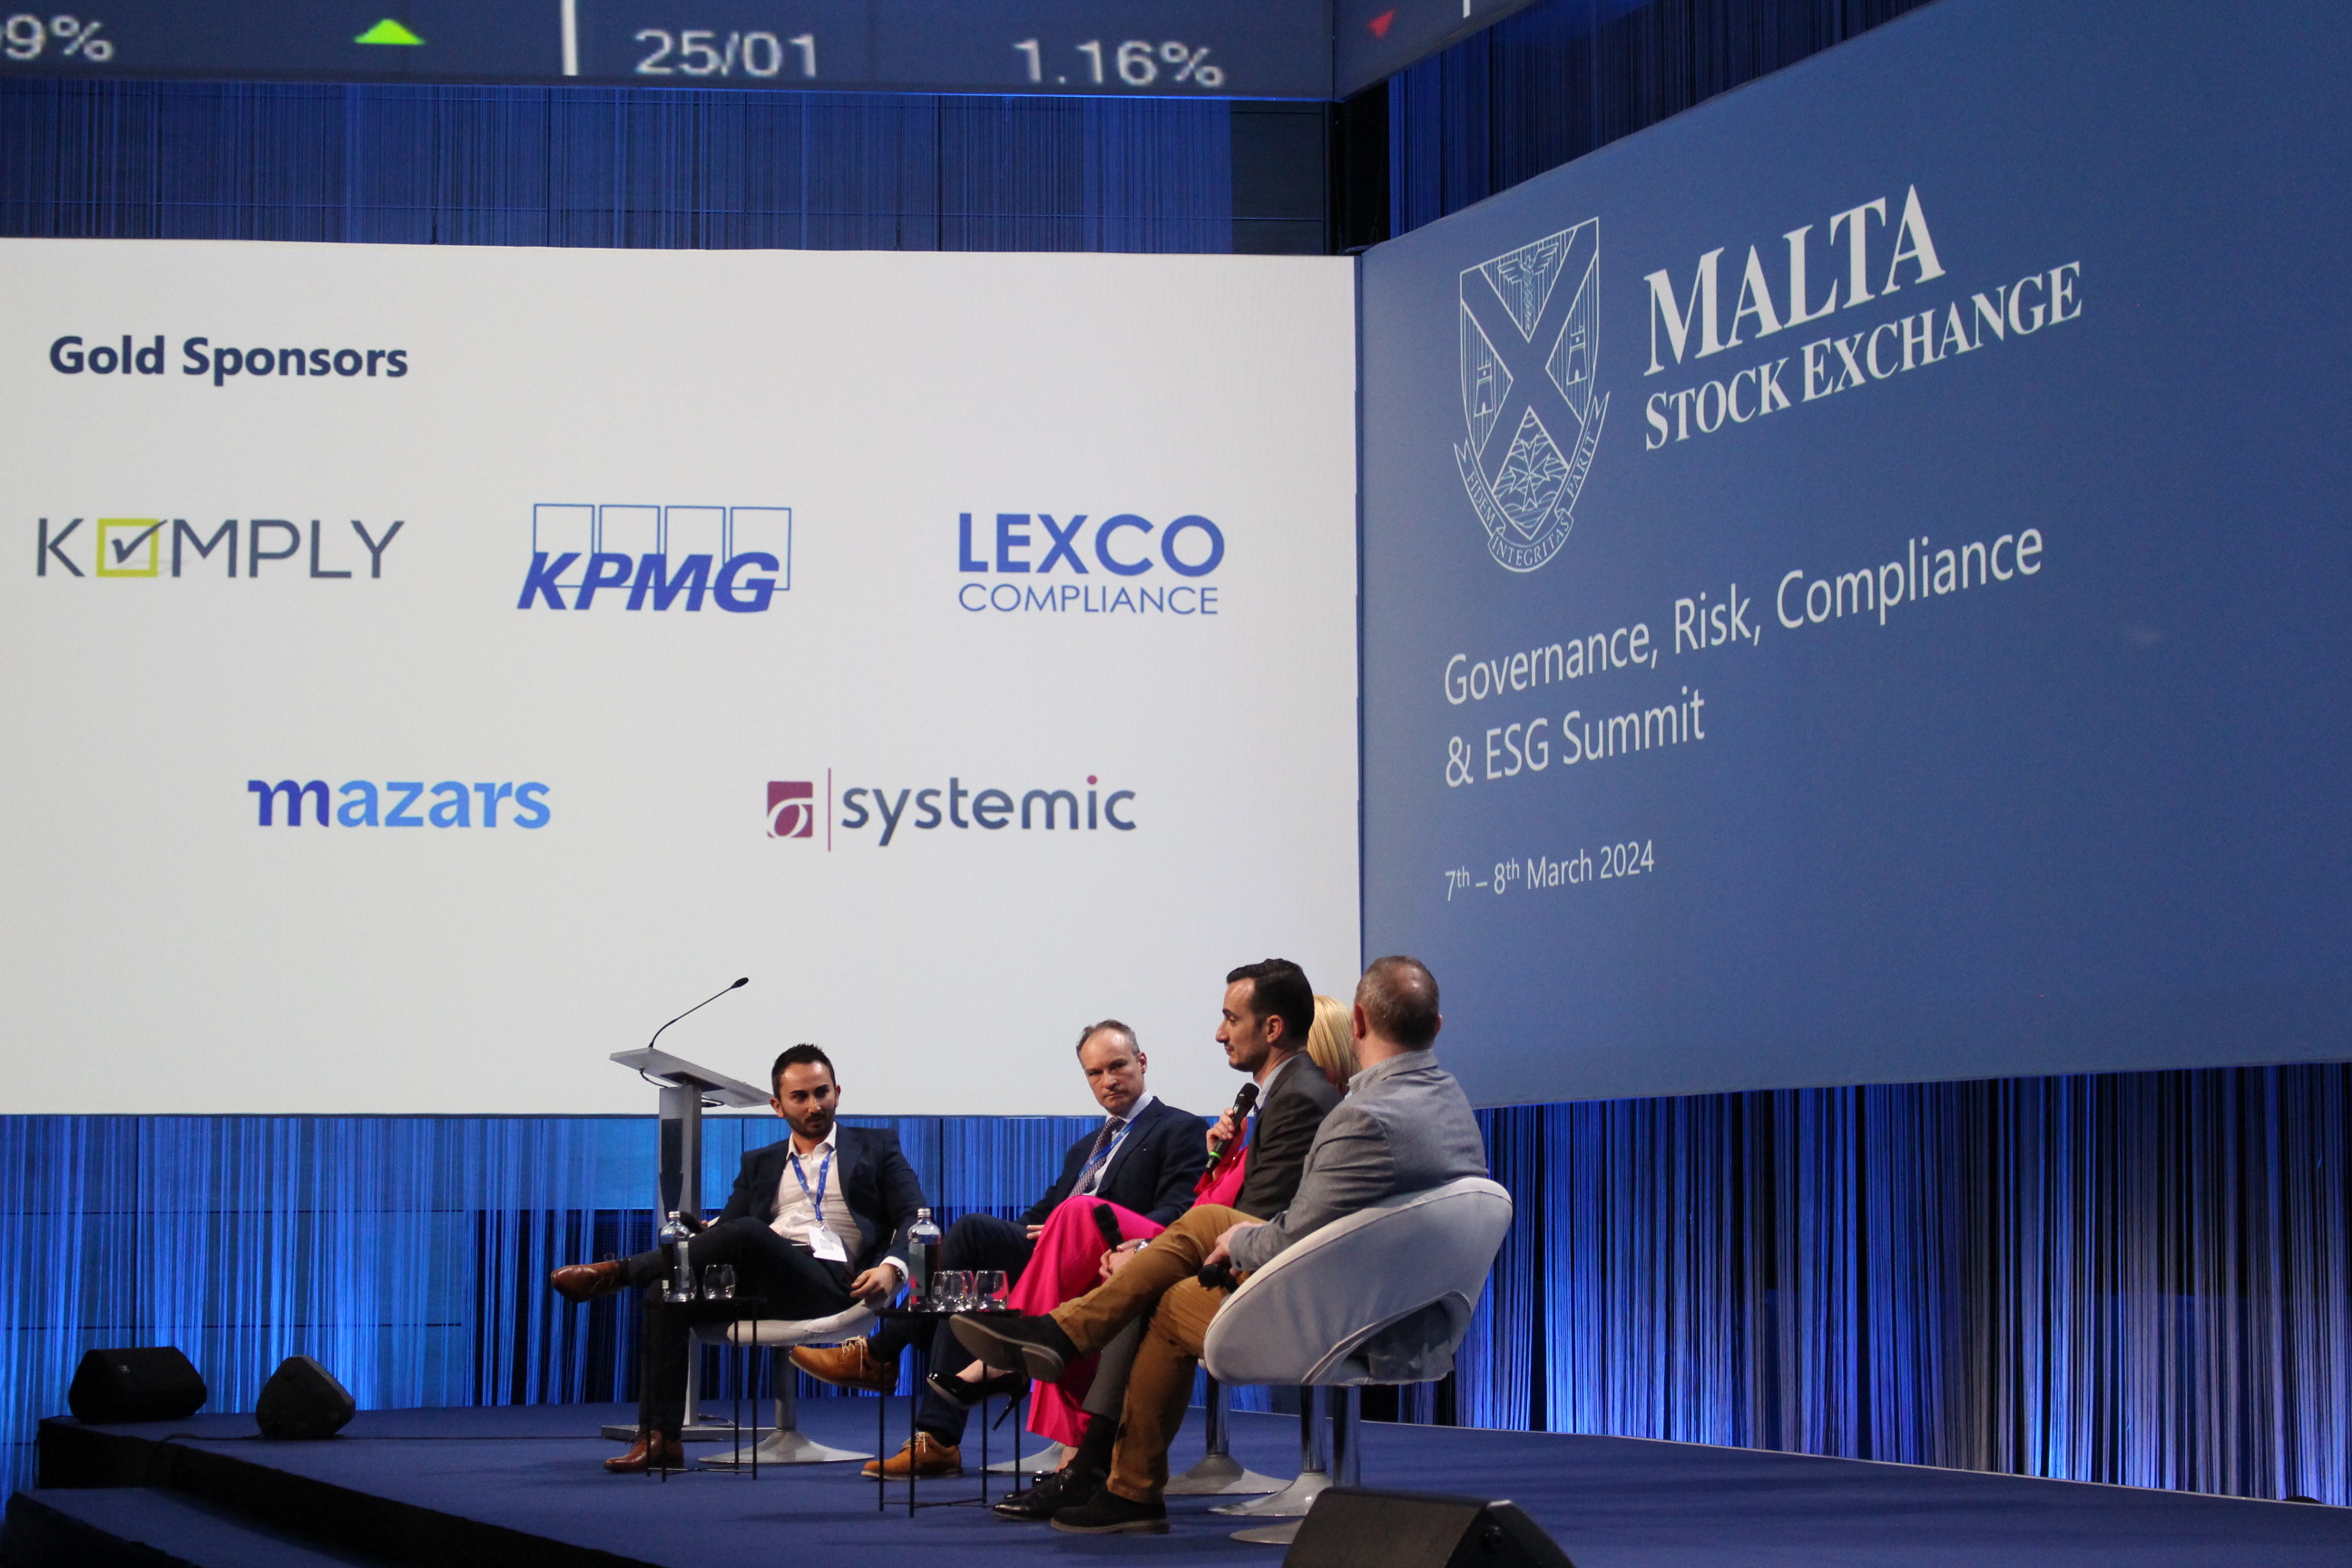 9%
25/01
1.16%
Gold Sponsors
KOMPLY
KPMG
LEXCO
COMPLIANCE
mazars
systemic
MALTA
STOCK EXCHANGE
FIDEM INTEGRITAS PARIT
Governance, Risk, Compliance
& ESG Summit
7th – 8th March 2024